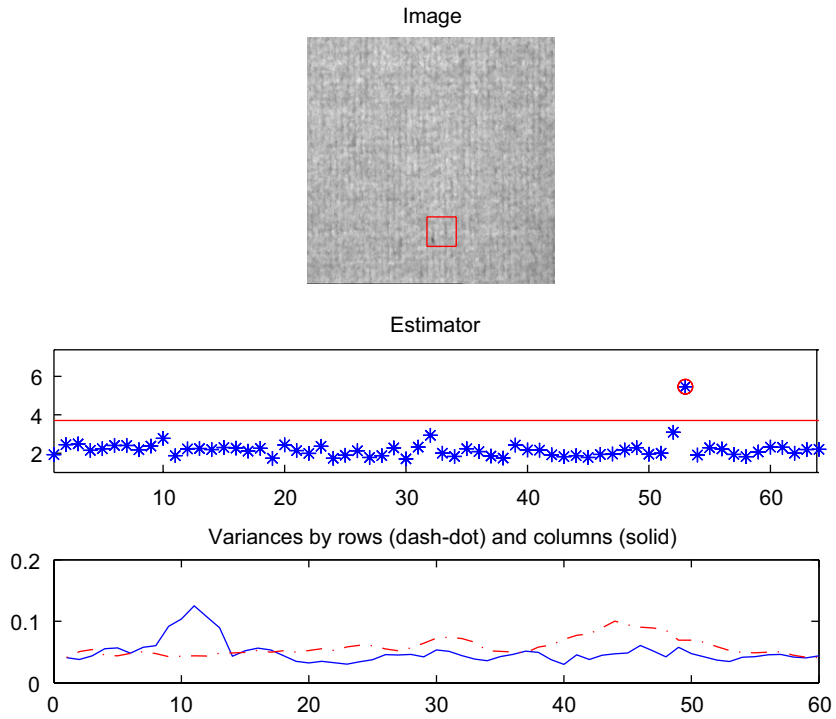 Image
Estimator
6
4
2
10 20 30 40 50 60
Variances by rows (dash-dot) and columns (solid)
0.2
0.1
0
0 10 20 30 40 50 60